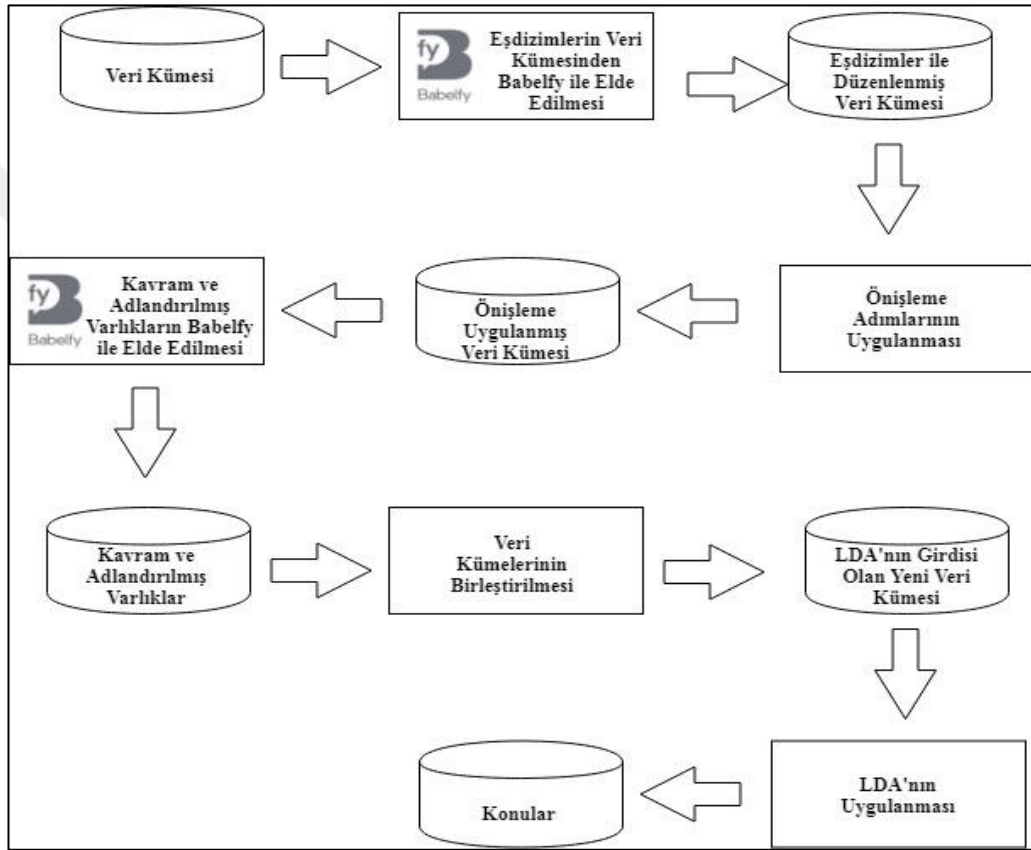 Veri Kümesi
fy B
Babelfy
Eşdizimlerin Veri
Kümesinden
Babelfy ile Elde
Edilmesi
Eşdizimler ile
Düzenlenmiş
Veri Kümesi
Önişleme
Adımlarının
Uygulanması
Önişleme
Uygulanmış
Veri Kümesi
fy B
Babelfy
Kavram ve
Adlandırılmış
Varlıkların Babelfy
ile Elde Edilmesi
Kavram ve
Adlandırılmış
Varlıklar
Veri
Kümelerinin
Birleştirilmesi
LDA'nın Girdisi
Olan Yeni Veri
Kümesi
LDA'nın
Uygulanması
Konular